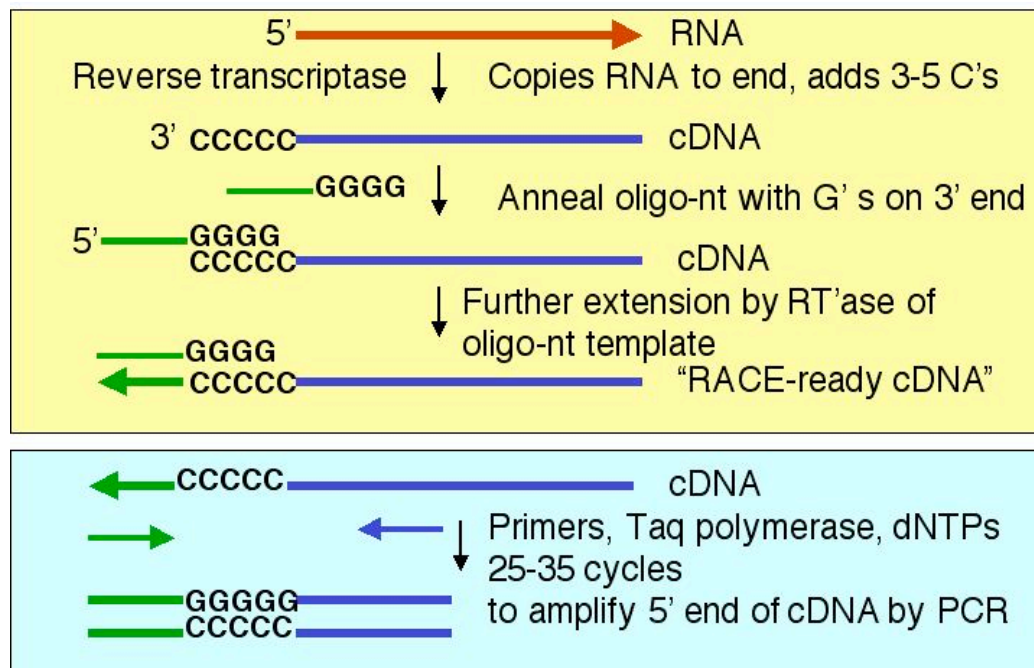 5' RNA
Reverse transcriptase Copies RNA to end, adds 3-5 C's
3' CCCCC cDNA
GGGG
Anneal oligo-nt with G' s on 3' end
5' GGGG
CCCCC cDNA
Further extension by RT'ase of
oligo-nt template
GGGG
CCCCC "RACE-ready cDNA"
CCCCC cDNA
Primers, Taq polymerase, dNTPs
25-35 cycles
GGGGG to amplify 5' end of cDNA by PCR
CCCCC